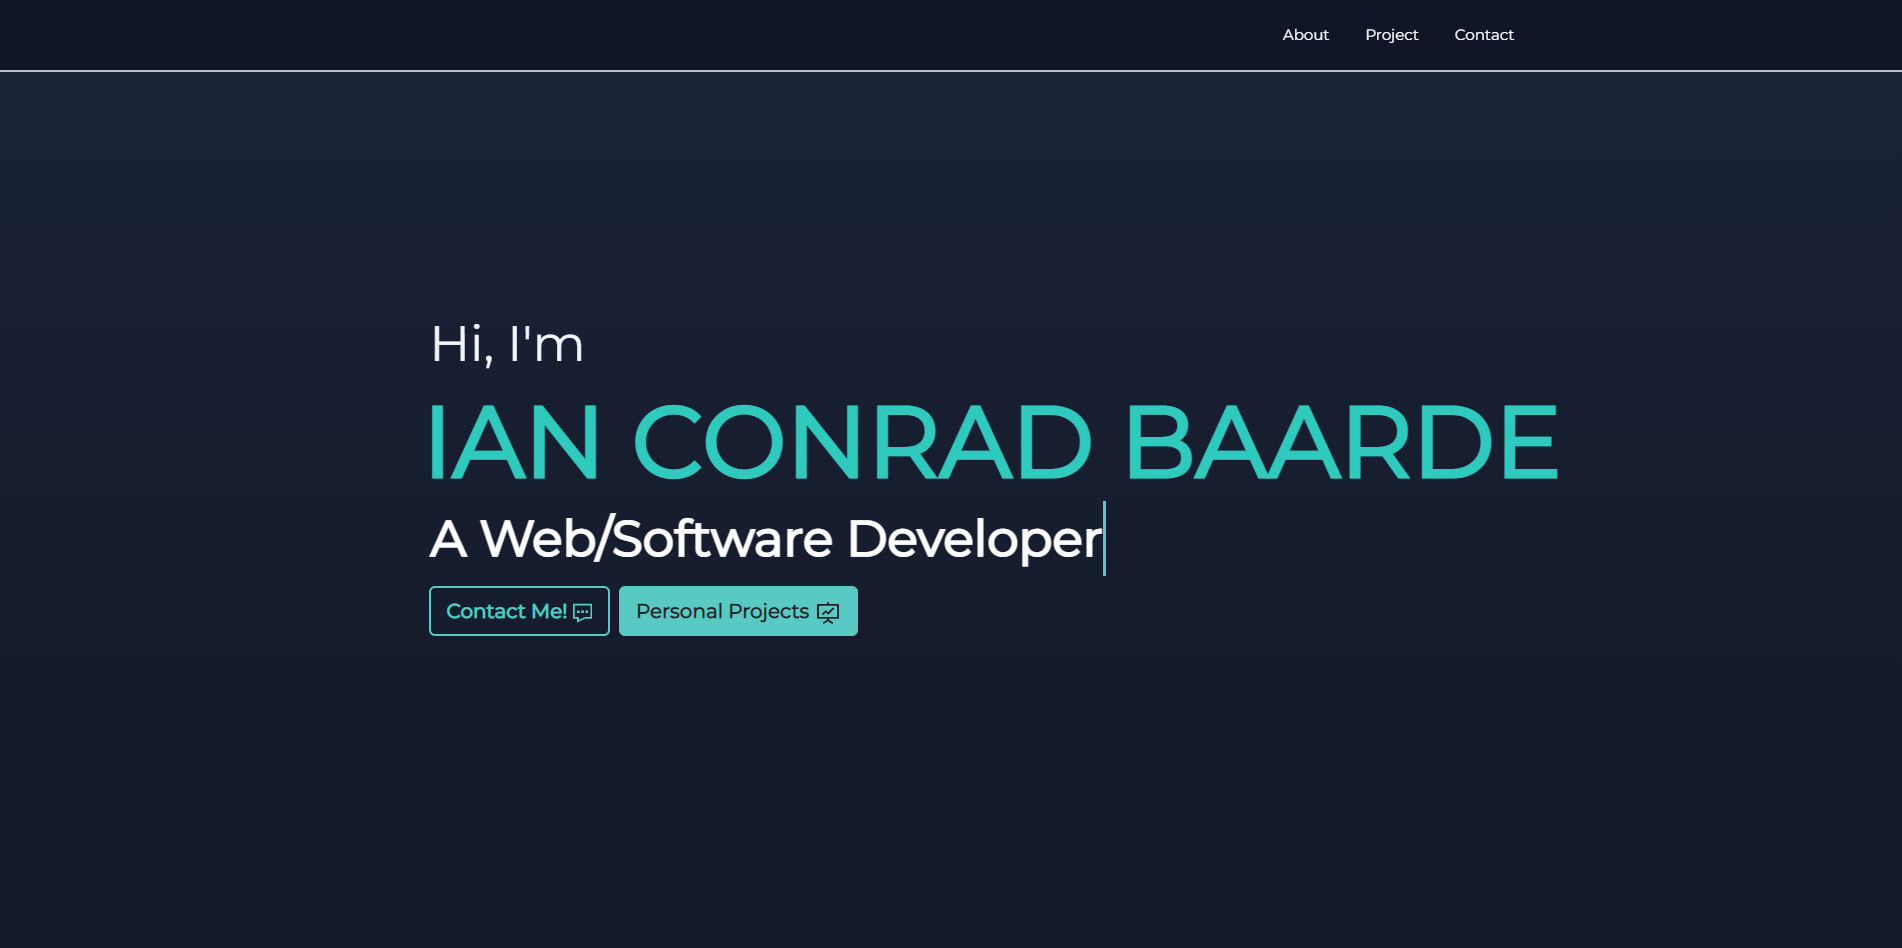 About Project Contact
Hi, I'm
IAN CONRAD BAARDE
A Web/Software Developer
Contact Me! Personal Projects